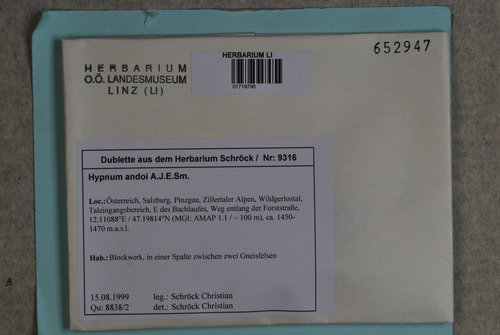 652947
HERBARIUM
O.Ö. LANDESMUSEUM
LINZ (LI)
HERBARIUM LI
01719796
Dublette aus dem Herbarium Schröck / Nr: 9316
Hypnum andoi A.J.E.Sm.
Loc.:Österreich, Salzburg, Pinzgau, Zillertaler Alpen, Wildgerlostal,
Taleingangsbereich, E des Bachlaufes, Weg entlang der Forststraße,
12.11088°E / 47.19814°N (MGI: AMAP 1.1 / ~ 100 m), ca. 1450-
1470 m.a.s.l.
Hab.:Blockwerk, in einer Spalte zwischen zwei Gneisfelsen
15.08.1999 leg.: Schröck Christian
Qu: 8838/2 det.: Schröck Christian